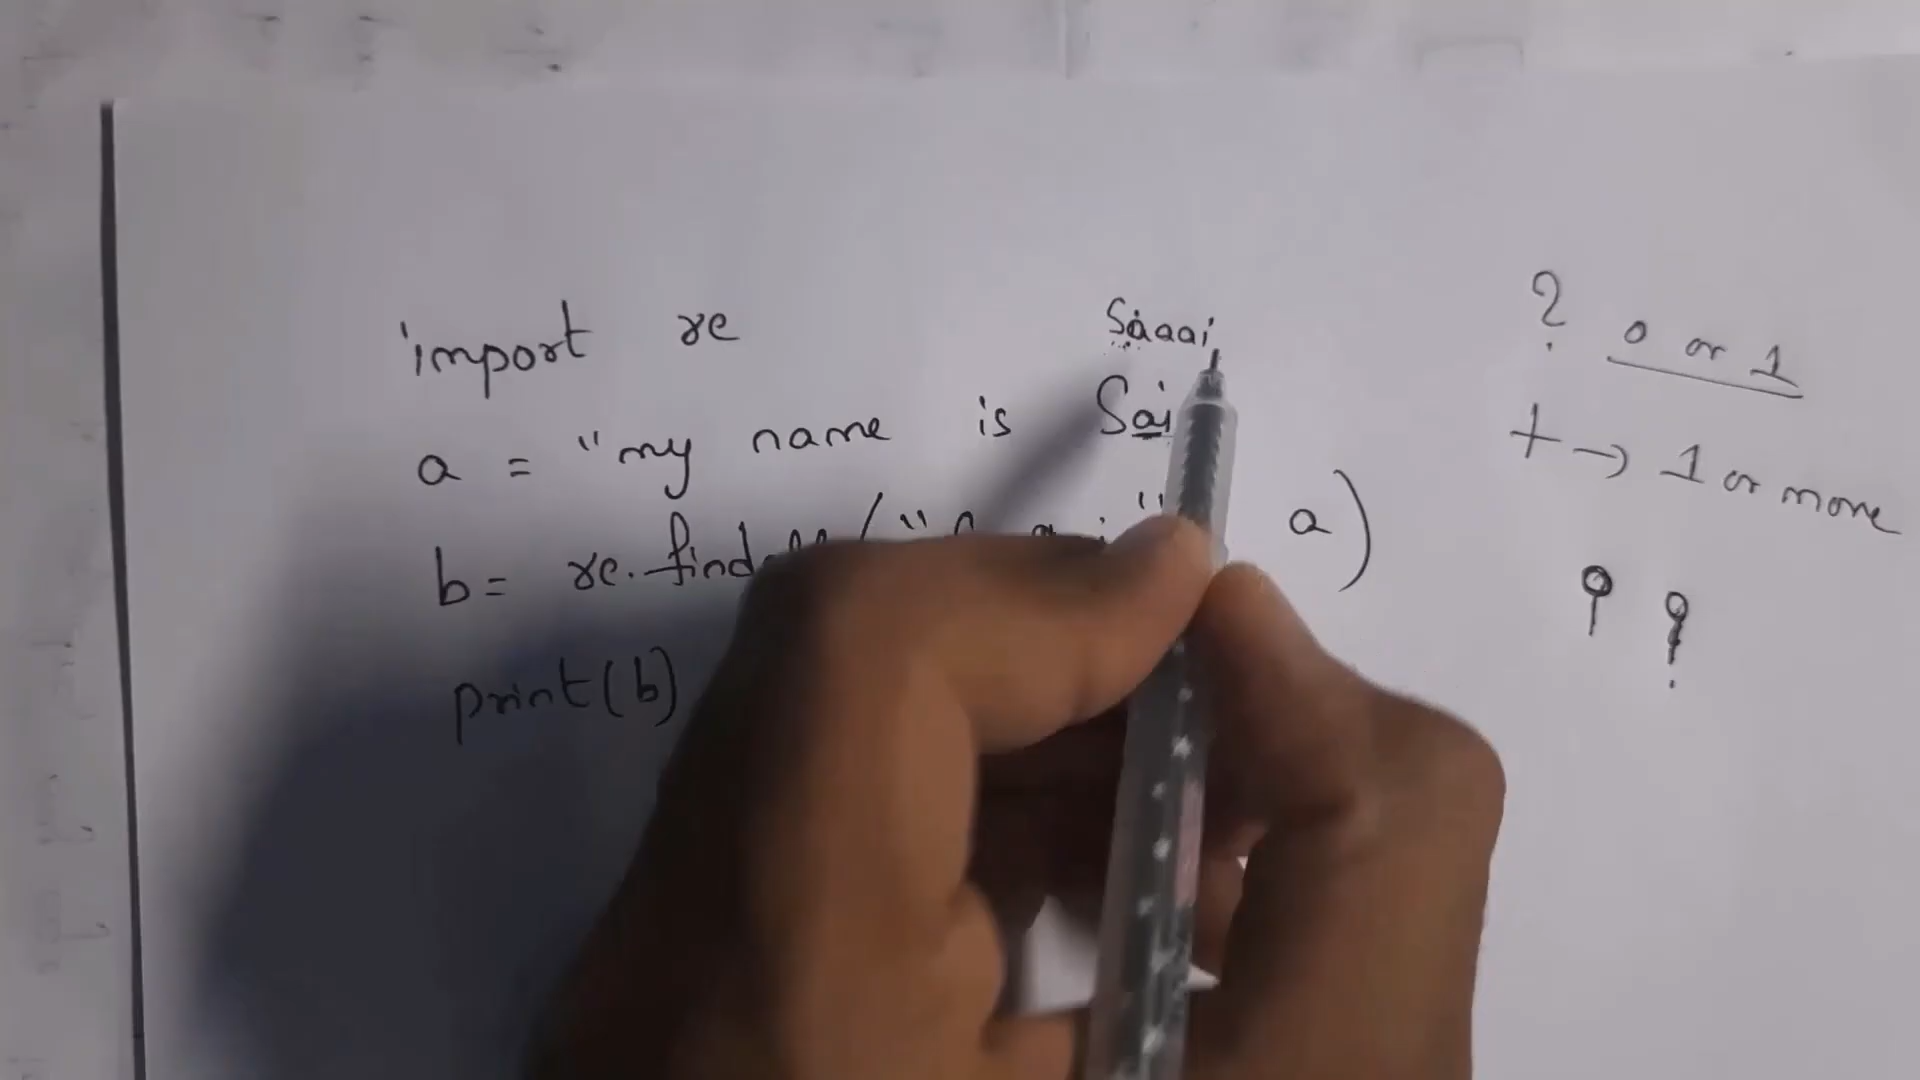 import re
Saaai
a = "my name is Sai
b = re.find a)
print(b)
? 0 or 1
+ → 1 or more
?